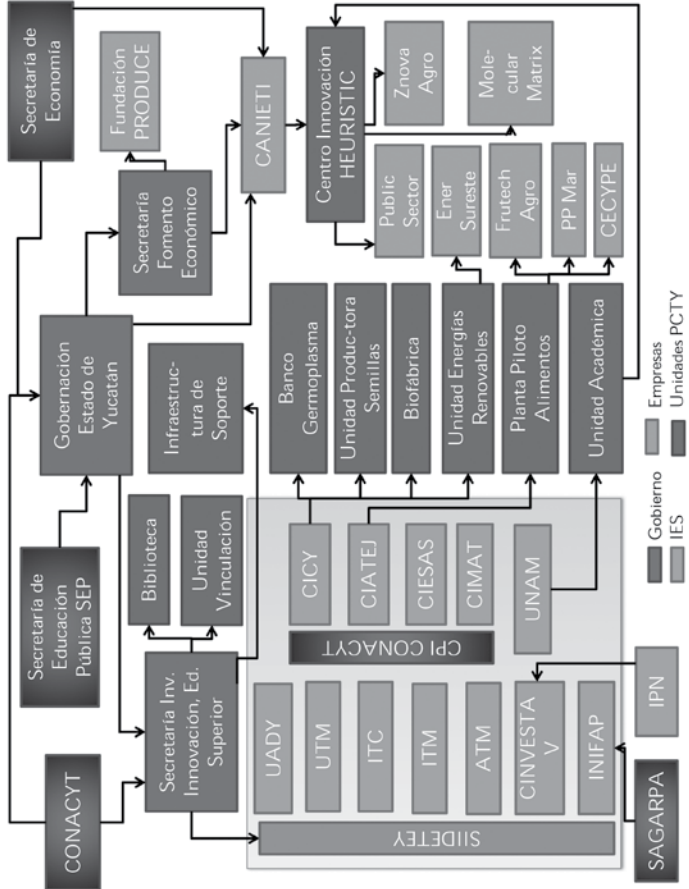 CONACYT
Secretaría de
Educación
Pública SEP
Gobernación
Estado de
Yucatán
Secretaría
Fomento
Económico
Fundación
PRODUCE
Secretaría de
Economía
Secretaría Inv.
Innovación, Ed.
Superior
Biblioteca
Unidad
Vinculación
Infraestruc-
tura de
Soporte
CANIETI
SIIDETEY
UADY
UTM
ITC
ITM
ATM
CINVESTA
V
INIFAP
CPI CONACYT
CICY
CIATEJ
CIESAS
CIMAT
UNAM
Banco
Germoplasma
Unidad Produc-tora
Semillas
Biofábrica
Unidad Energías
Renovables
Planta Piloto
Alimentos
Unidad Académica
Centro Innovación
HEURISTIC
Public
Sector
Ener
Sureste
Frutech
Agro
PP Mar
CECYPE
Znova
Agro
Mole-
cular
Matrix
SAGARPA
IPN
Gobierno
IES
Empresas
Unidades PCTY